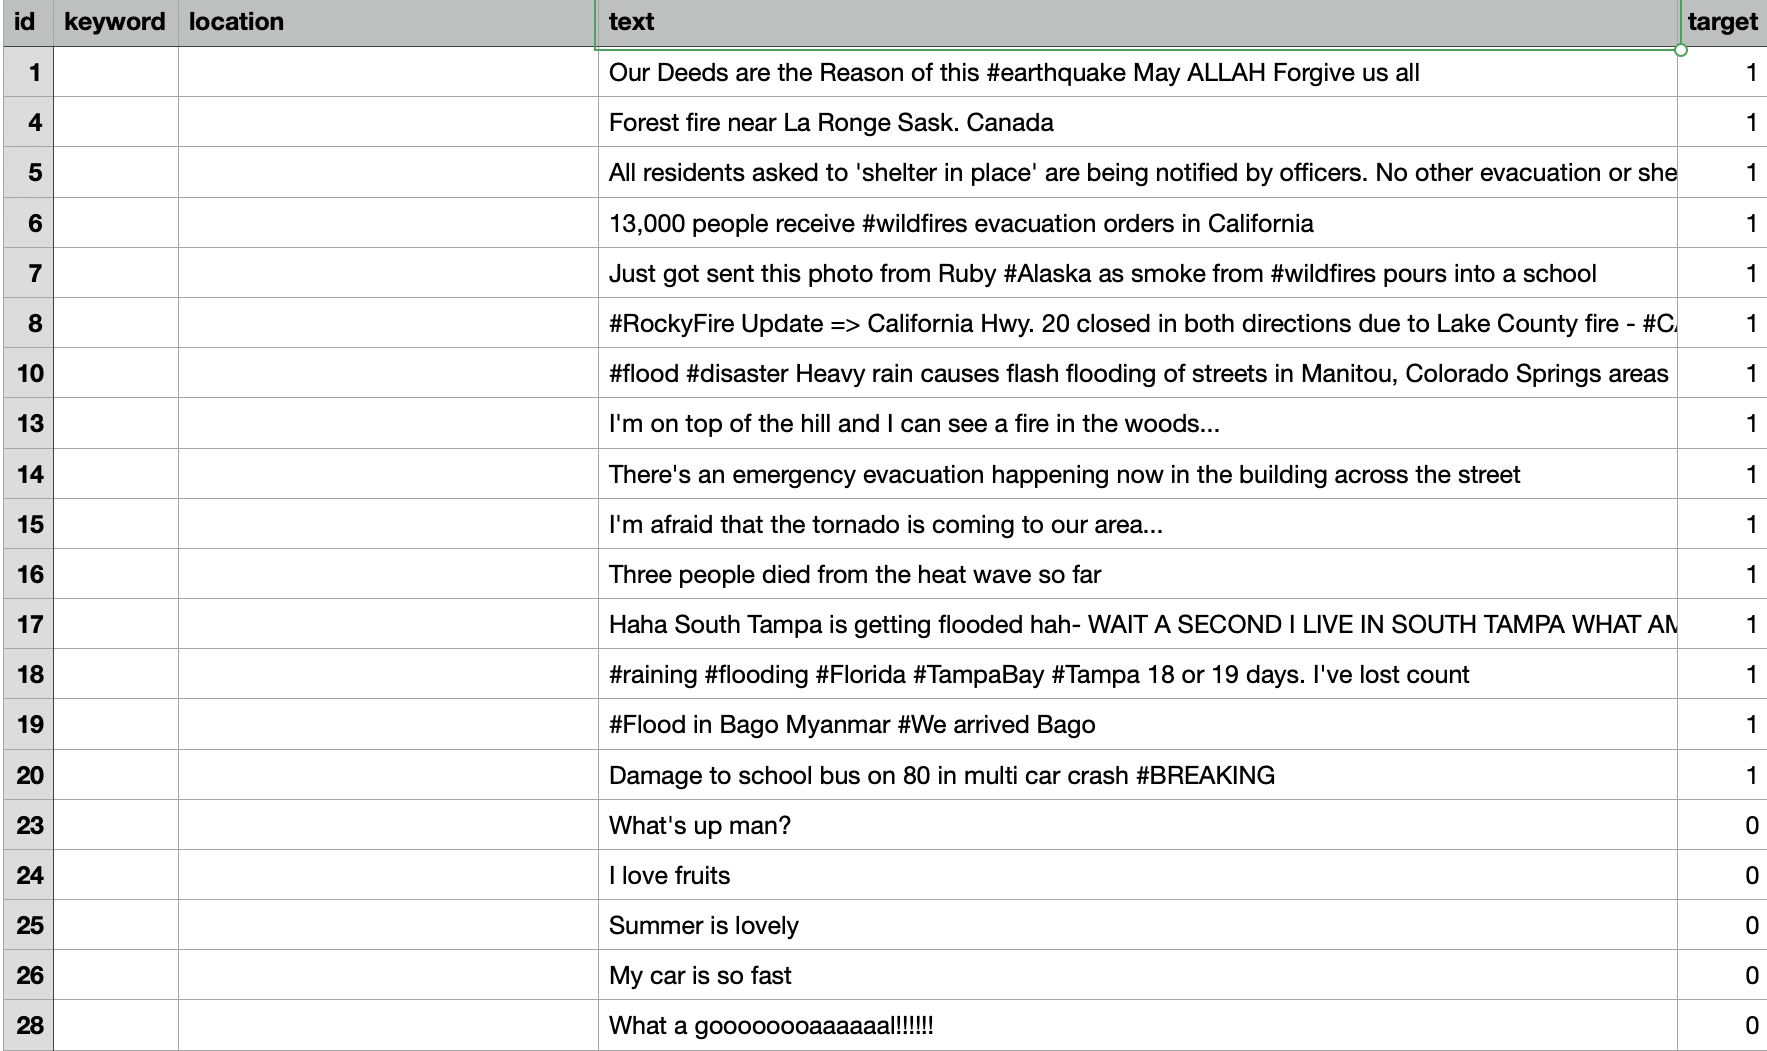 id keyword location text target
1 Our Deeds are the Reason of this #earthquake May ALLAH Forgive us all 1
4 Forest fire near La Ronge Sask. Canada 1
5 All residents asked to 'shelter in place' are being notified by officers. No other evacuation or she 1
6 13,000 people receive #wildfires evacuation orders in California 1
7 Just got sent this photo from Ruby #Alaska as smoke from #wildfires pours into a school 1
8 #RockyFire Update => California Hwy. 20 closed in both directions due to Lake County fire - #C 1
10 #flood #disaster Heavy rain causes flash flooding of streets in Manitou, Colorado Springs areas 1
13 I'm on top of the hill and I can see a fire in the woods... 1
14 There's an emergency evacuation happening now in the building across the street 1
15 I'm afraid that the tornado is coming to our area... 1
16 Three people died from the heat wave so far 1
17 Haha South Tampa is getting flooded hah- WAIT A SECOND I LIVE IN SOUTH TAMPA WHAT AM 1
18 #raining #flooding #Florida #TampaBay #Tampa 18 or 19 days. I've lost count 1
19 #Flood in Bago Myanmar #We arrived Bago 1
20 Damage to school bus on 80 in multi car crash #BREAKING 1
23 What's up man? 0
24 I love fruits 0
25 Summer is lovely 0
26 My car is so fast 0
28 What a goooooooaaaaaal!!!!!! 0